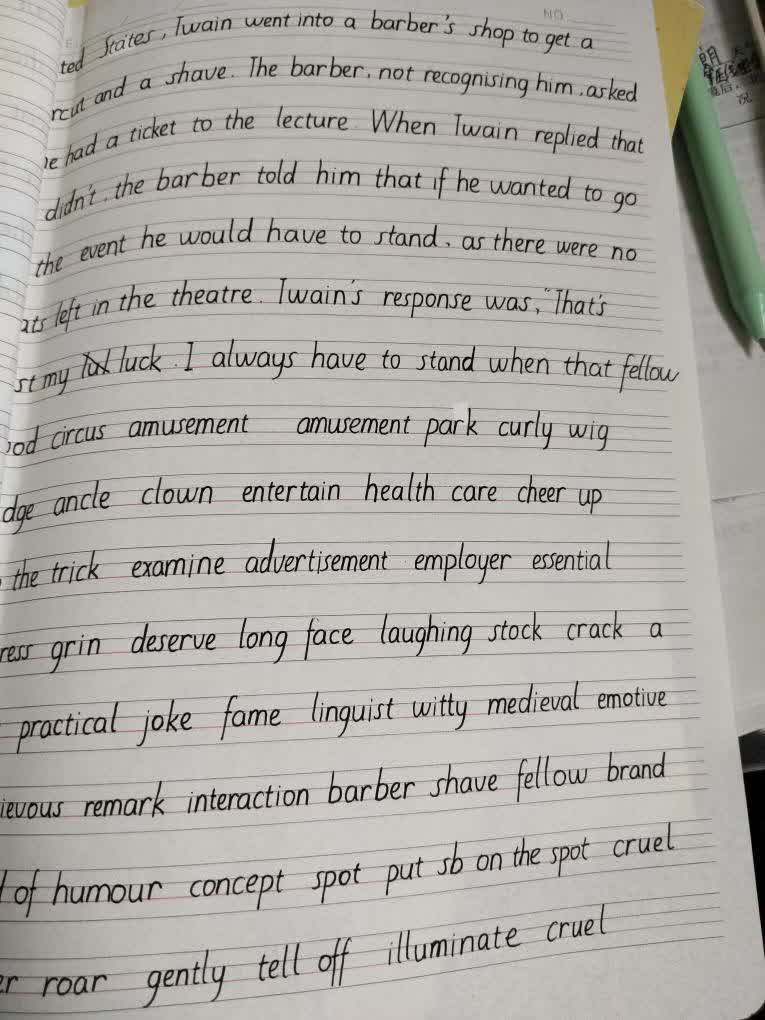 NO
ted States, Twain went into a barber's shop to get a
rcut and a shave. The barber, not recognising him, asked
e had a ticket to the lecture. When Twain replied that
didn't, the barber told him that if he wanted to go
the event he would have to stand, as there were no
ats left in the theatre. Twain's response was, "That's
st my luck. I always have to stand when that fellow
ood circus amusement amusement park curly wig
dge ancle clown entertain health care cheer up
the trick examine advertisement employer essential
ress grin deserve long face laughing stock crack a
practical joke fame linguist witty medieval emotive
ievous remark interaction barber shave fellow brand
of humour concept spot put sb on the spot cruel
er roar gently tell off illuminate cruel